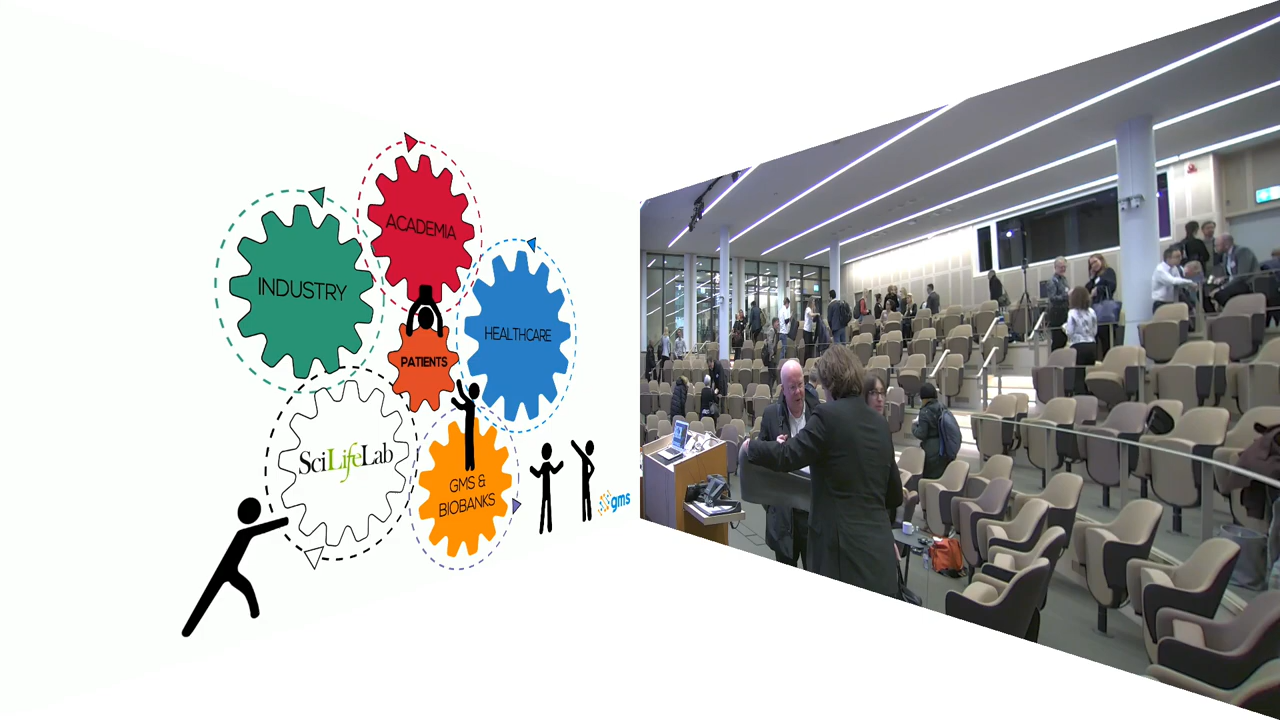 ACADEMIA
INDUSTRY
HEALTHCARE
PATIENTS
SciLifeLab
GMS &
BIOBANKS
gms